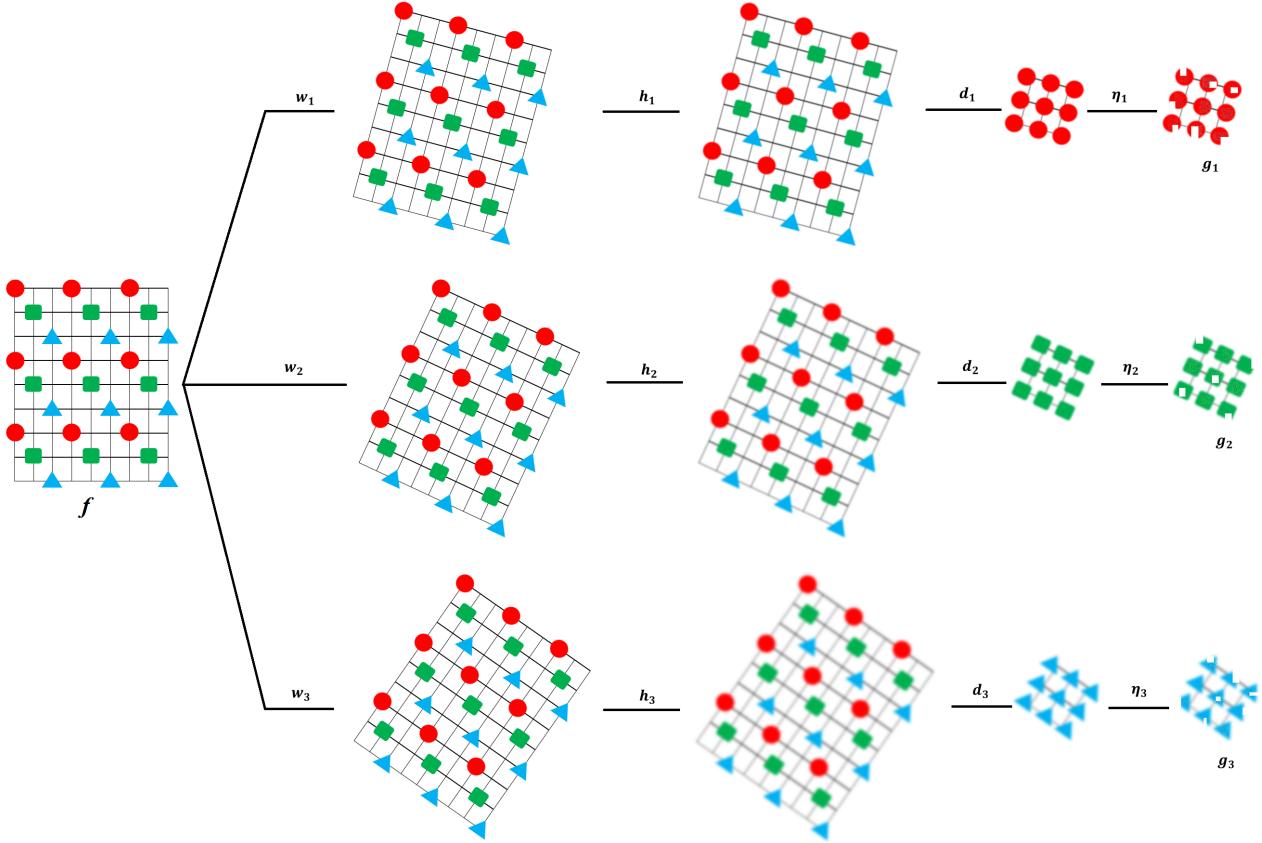 w₁
h₁
d₁
η₁
g₁
w₂
h₂
d₂
η₂
g₂
f
w₃
h₃
d₃
η₃
g₃